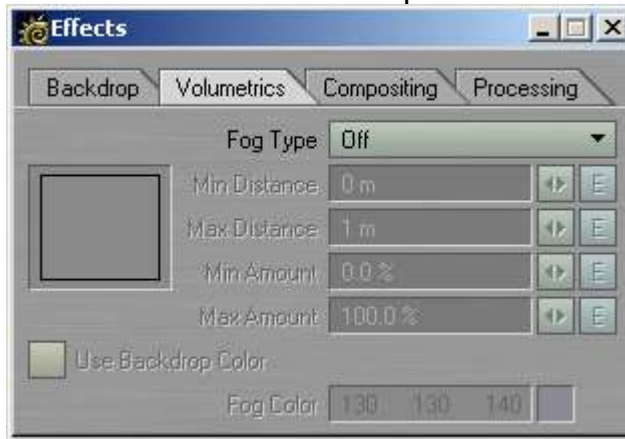 Effects
Backdrop Volumetrics Compositing Processing
Fog Type Off
Min Distance 0 m E
Max Distance 1 m E
Min Amount 0.0 % E
Max Amount 100.0 % E
Use Backdrop Color
Fog Color 130 130 140